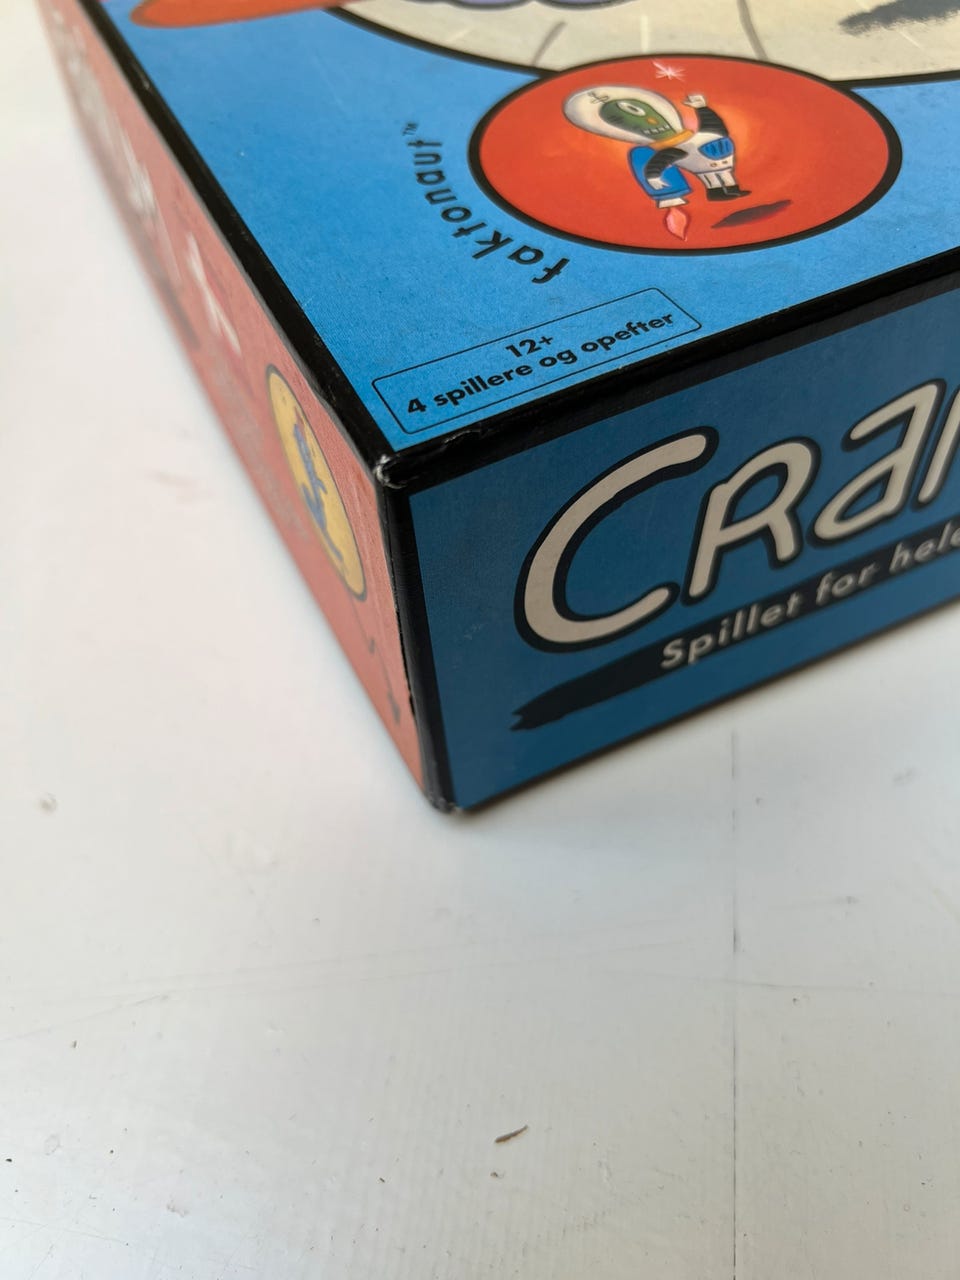 faktonaut™
12+
4 spillere og opefter
CRan
Spillet for hele